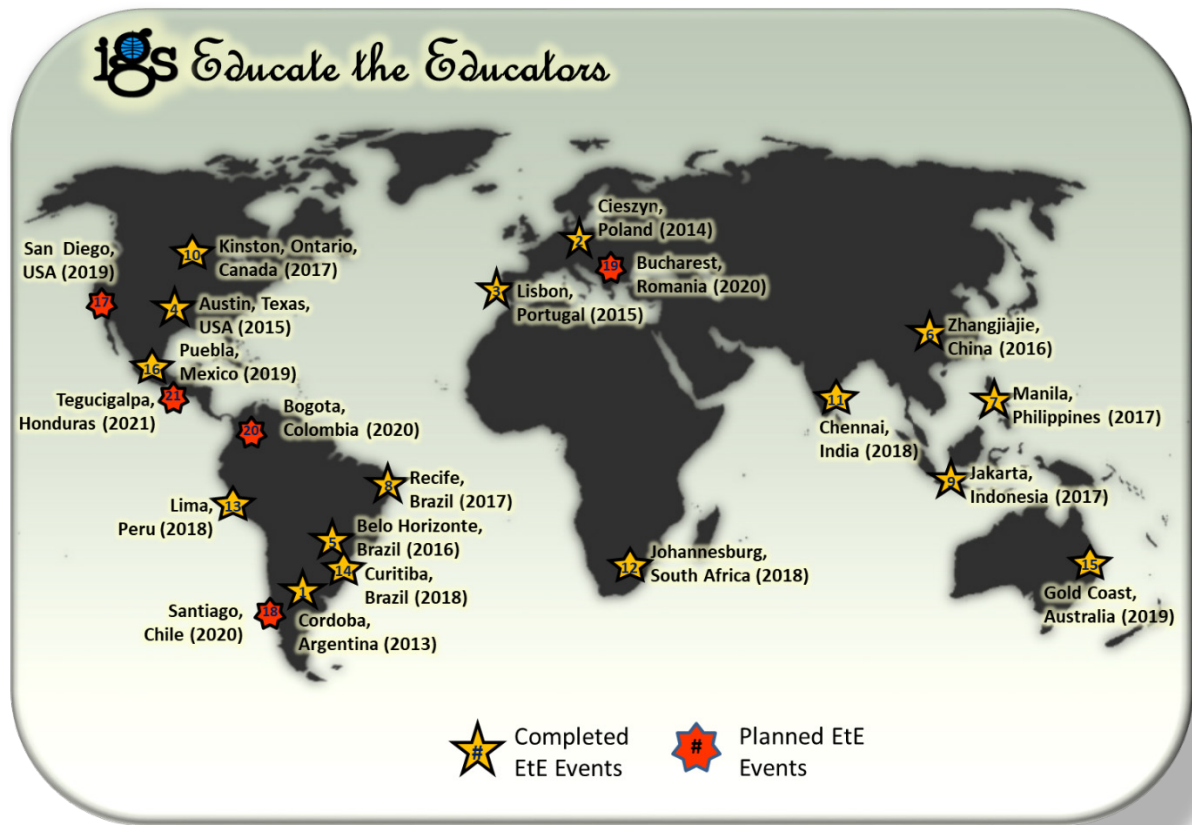 igs Educate the Educators
San Diego,
USA (2019)
17
10
Kinston, Ontario,
Canada (2017)
4
Austin, Texas,
USA (2015)
16
Puebla,
Mexico (2019)
21
Tegucigalpa,
Honduras (2021)
20
Bogota,
Colombia (2020)
8
Recife,
Brazil (2017)
13
Lima,
Peru (2018)
5
Belo Horizonte,
Brazil (2016)
14
Curitiba,
Brazil (2018)
18
Santiago,
Chile (2020)
1
Cordoba,
Argentina (2013)
2
Cieszyn,
Poland (2014)
19
Bucharest,
Romania (2020)
3
Lisbon,
Portugal (2015)
12
Johannesburg,
South Africa (2018)
6
Zhangjiajie,
China (2016)
11
Chennai,
India (2018)
7
Manila,
Philippines (2017)
9
Jakarta,
Indonesia (2017)
15
Gold Coast,
Australia (2019)
#
Completed
EtE Events
#
Planned EtE
Events